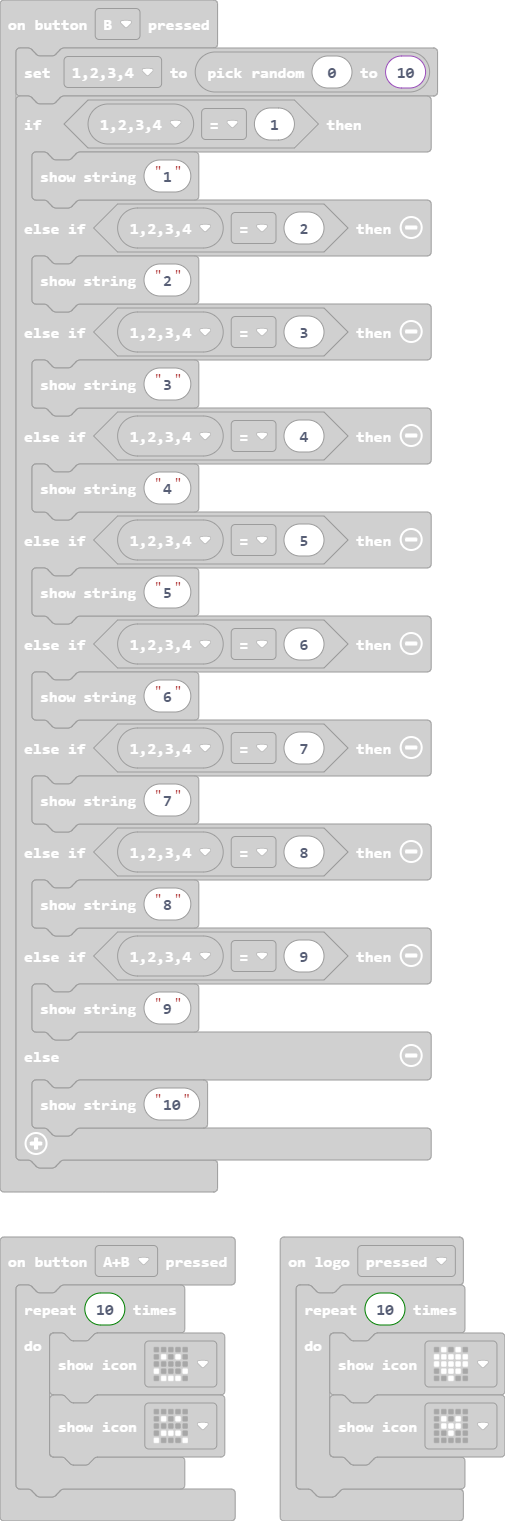 on button B pressed
set 1,2,3,4 to pick random 0 to 10
if 1,2,3,4 = 1 then
show string "1"
else if 1,2,3,4 = 2 then
show string "2"
else if 1,2,3,4 = 3 then
show string "3"
else if 1,2,3,4 = 4 then
show string "4"
else if 1,2,3,4 = 5 then
show string "5"
else if 1,2,3,4 = 6 then
show string "6"
else if 1,2,3,4 = 7 then
show string "7"
else if 1,2,3,4 = 8 then
show string "8"
else if 1,2,3,4 = 9 then
show string "9"
else
show string "10"
on button A+B pressed
repeat 10 times
do
show icon
show icon
on logo pressed
repeat 10 times
do
show icon
show icon